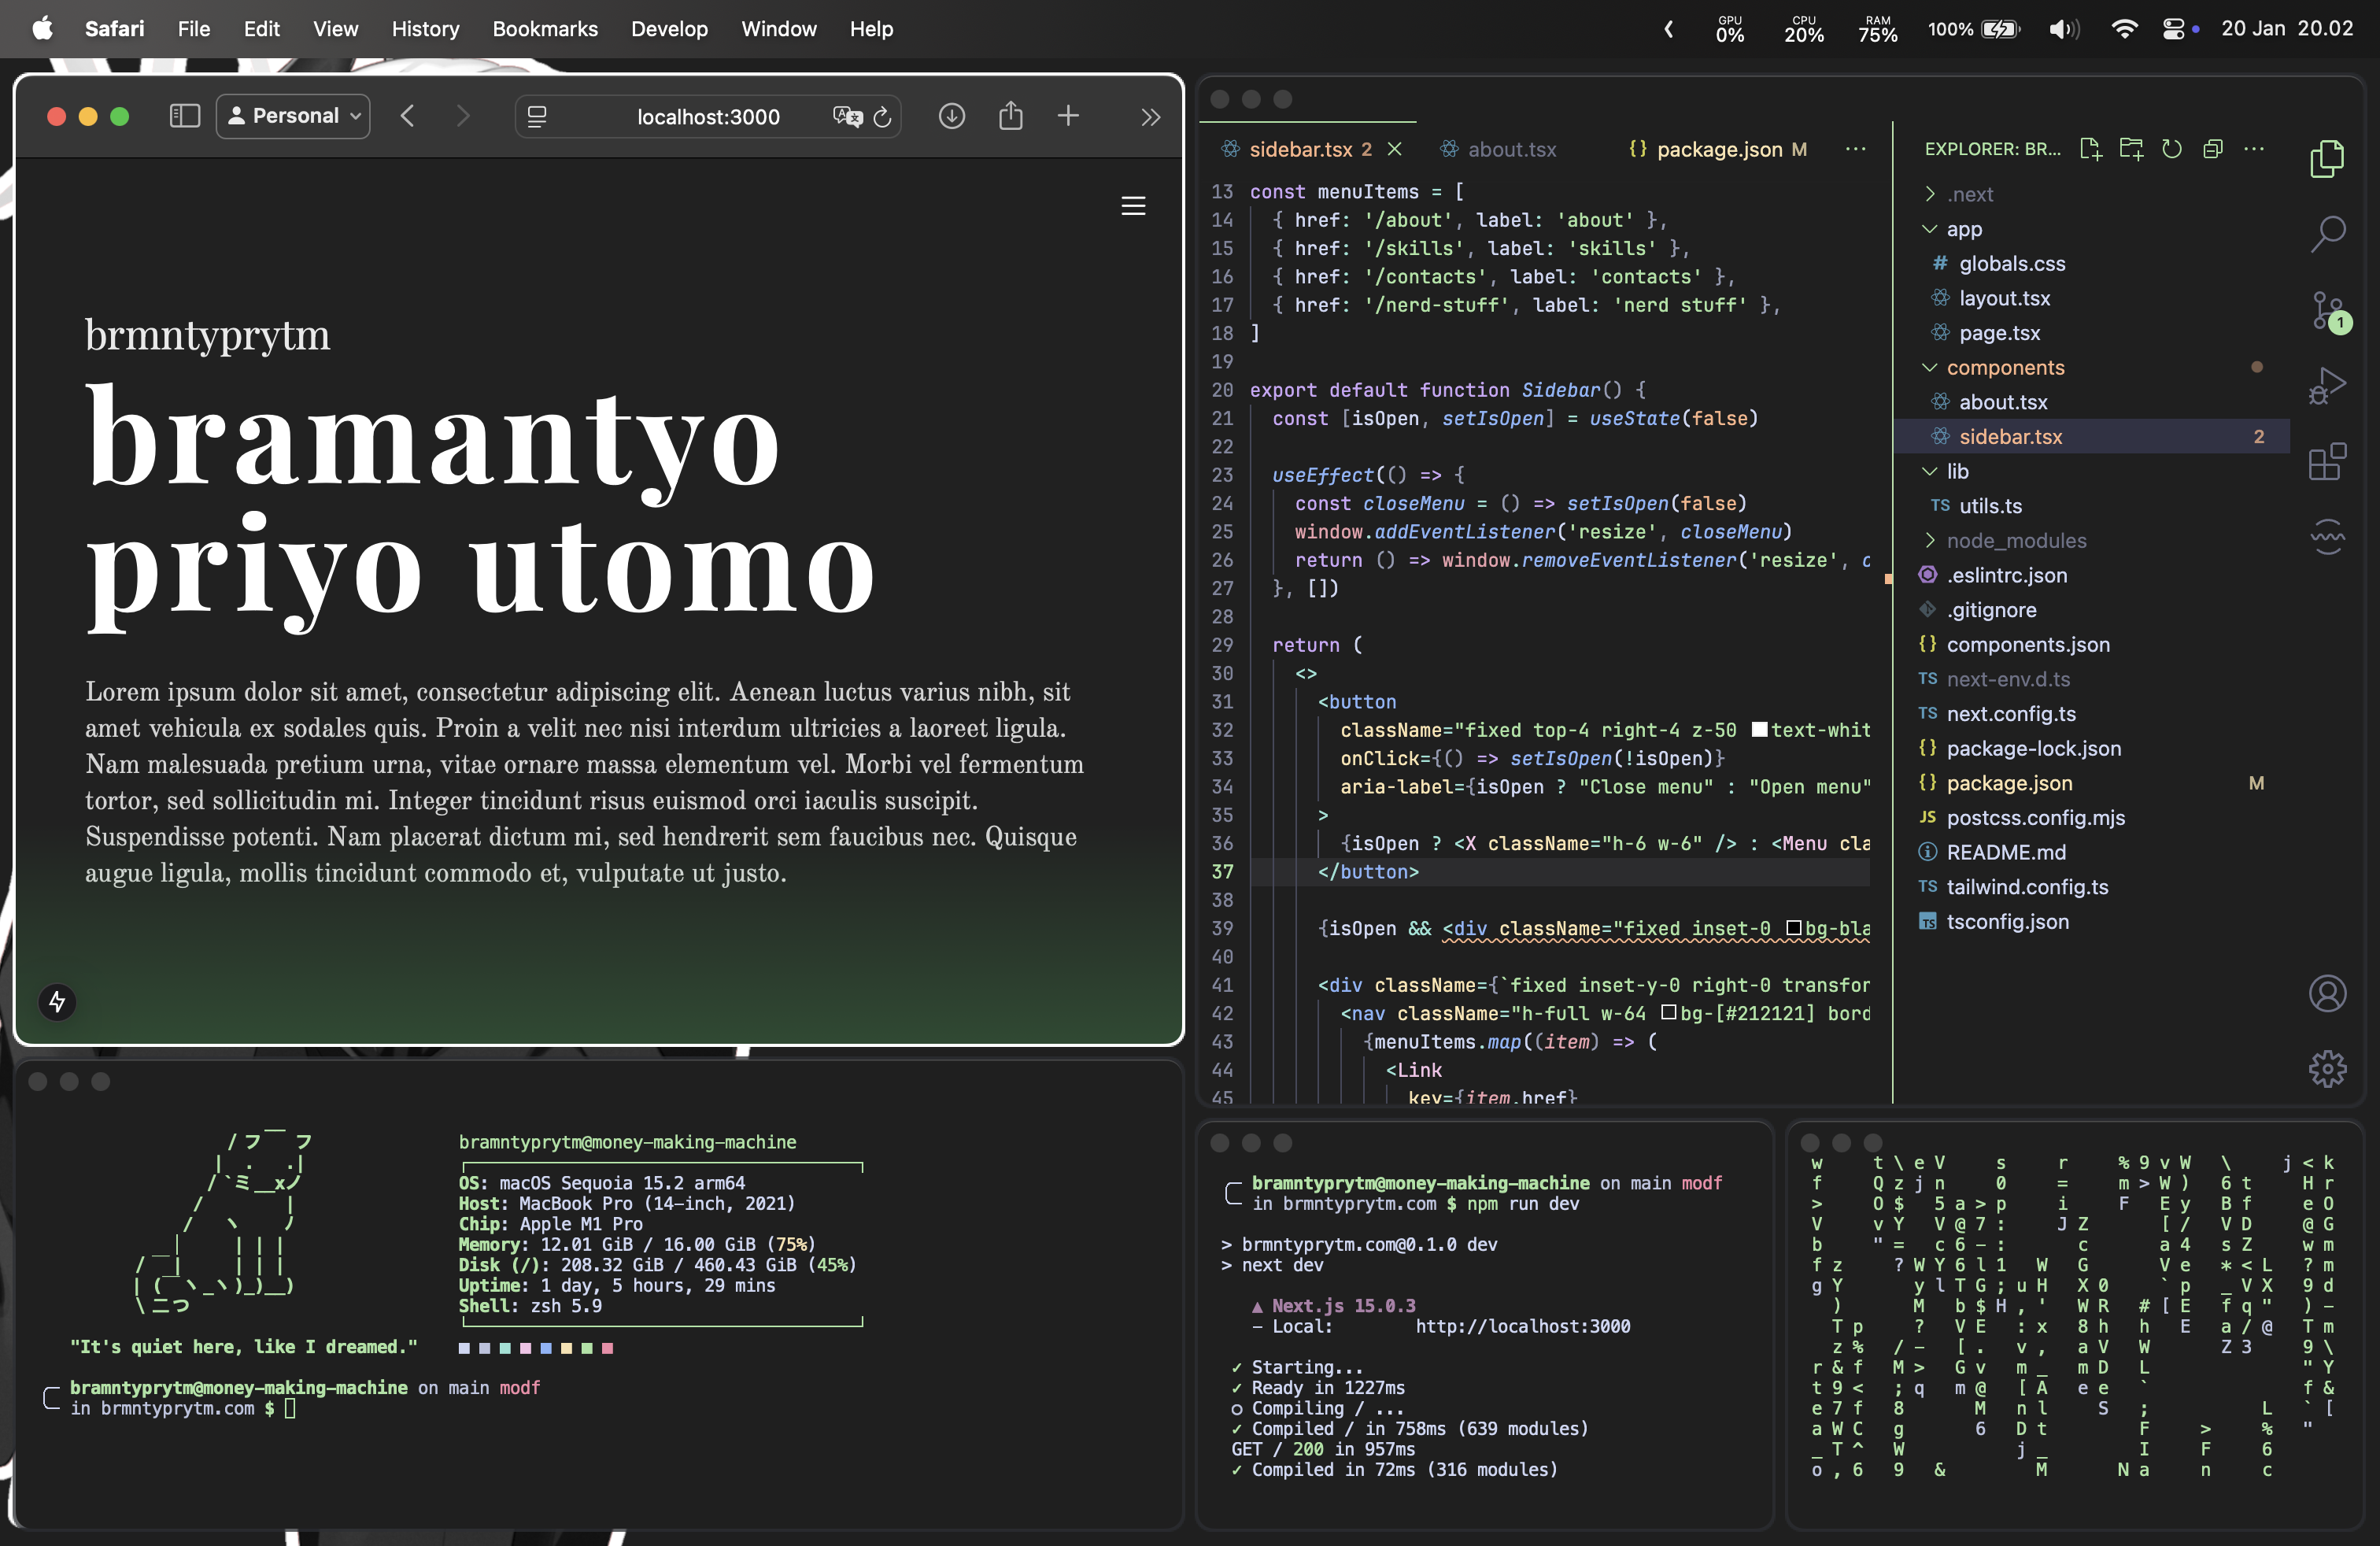 Safari File Edit View History Bookmarks Develop Window Help
GPU 0% CPU 20% RAM 75% 100% 20 Jan 20.02
Personal
localhost:3000
brmntyprytm
bramantyo
priyo utomo
Lorem ipsum dolor sit amet, consectetur adipiscing elit. Aenean luctus varius nibh, sit
amet vehicula ex sodales quis. Proin a velit nec nisi interdum ultricies a laoreet ligula.
Nam malesuada pretium urna, vitae ornare massa elementum vel. Morbi vel fermentum
tortor, sed sollicitudin mi. Integer tincidunt risus euismod orci iaculis suscipit.
Suspendisse potenti. Nam placerat dictum mi, sed hendrerit sem faucibus nec. Quisque
augue ligula, mollis tincidunt commodo et, vulputate ut justo.
sidebar.tsx 2 about.tsx {} package.json M ...
13 const menuItems = [
14 { href: '/about', label: 'about' },
15 { href: '/skills', label: 'skills' },
16 { href: '/contacts', label: 'contacts' },
17 { href: '/nerd-stuff', label: 'nerd stuff' },
18 ]
19
20 export default function Sidebar() {
21 const [isOpen, setIsOpen] = useState(false)
22
23 useEffect(() => {
24 const closeMenu = () => setIsOpen(false)
25 window.addEventListener('resize', closeMenu)
26 return () => window.removeEventListener('resize', c
27 }, [])
28
29 return (
30 <>
31 <button
32 className="fixed top-4 right-4 z-50 text-whit
33 onClick={() => setIsOpen(!isOpen)}
34 aria-label={isOpen ? "Close menu" : "Open menu"
35 >
36 {isOpen ? <X className="h-6 w-6" /> : <Menu cla
37 </button>
38
39 {isOpen && <div className="fixed inset-0 bg-bla
40
41 <div className={`fixed inset-y-0 right-0 transfor
42 <nav className="h-full w-64 bg-[#212121] bord
43 {menuItems.map((item) => (
44 <Link
45 key={item.href}
EXPLORER: BR... ...
.next
app
# globals.css
layout.tsx
page.tsx
components
about.tsx
sidebar.tsx 2
lib
TS utils.ts
node_modules
.eslintrc.json
.gitignore
{} components.json
TS next-env.d.ts
TS next.config.ts
{} package-lock.json
{} package.json M
JS postcss.config.mjs
README.md
TS tailwind.config.ts
TS tsconfig.json
1
bramntyprytm@money-making-machine
OS: macOS Sequoia 15.2 arm64
Host: MacBook Pro (14-inch, 2021)
Chip: Apple M1 Pro
Memory: 12.01 GiB / 16.00 GiB (75%)
Disk (/): 208.32 GiB / 460.43 GiB (45%)
Uptime: 1 day, 5 hours, 29 mins
Shell: zsh 5.9
"It's quiet here, like I dreamed."
bramntyprytm@money-making-machine on main modf
in brmntyprytm.com $
bramntyprytm@money-making-machine on main modf
in brmntyprytm.com $ npm run dev
> brmntyprytm.com@0.1.0 dev
> next dev
▲ Next.js 15.0.3
- Local: http://localhost:3000
✓ Starting...
✓ Ready in 1227ms
○ Compiling / ...
✓ Compiled / in 758ms (639 modules)
GET / 200 in 957ms
✓ Compiled in 72ms (316 modules)